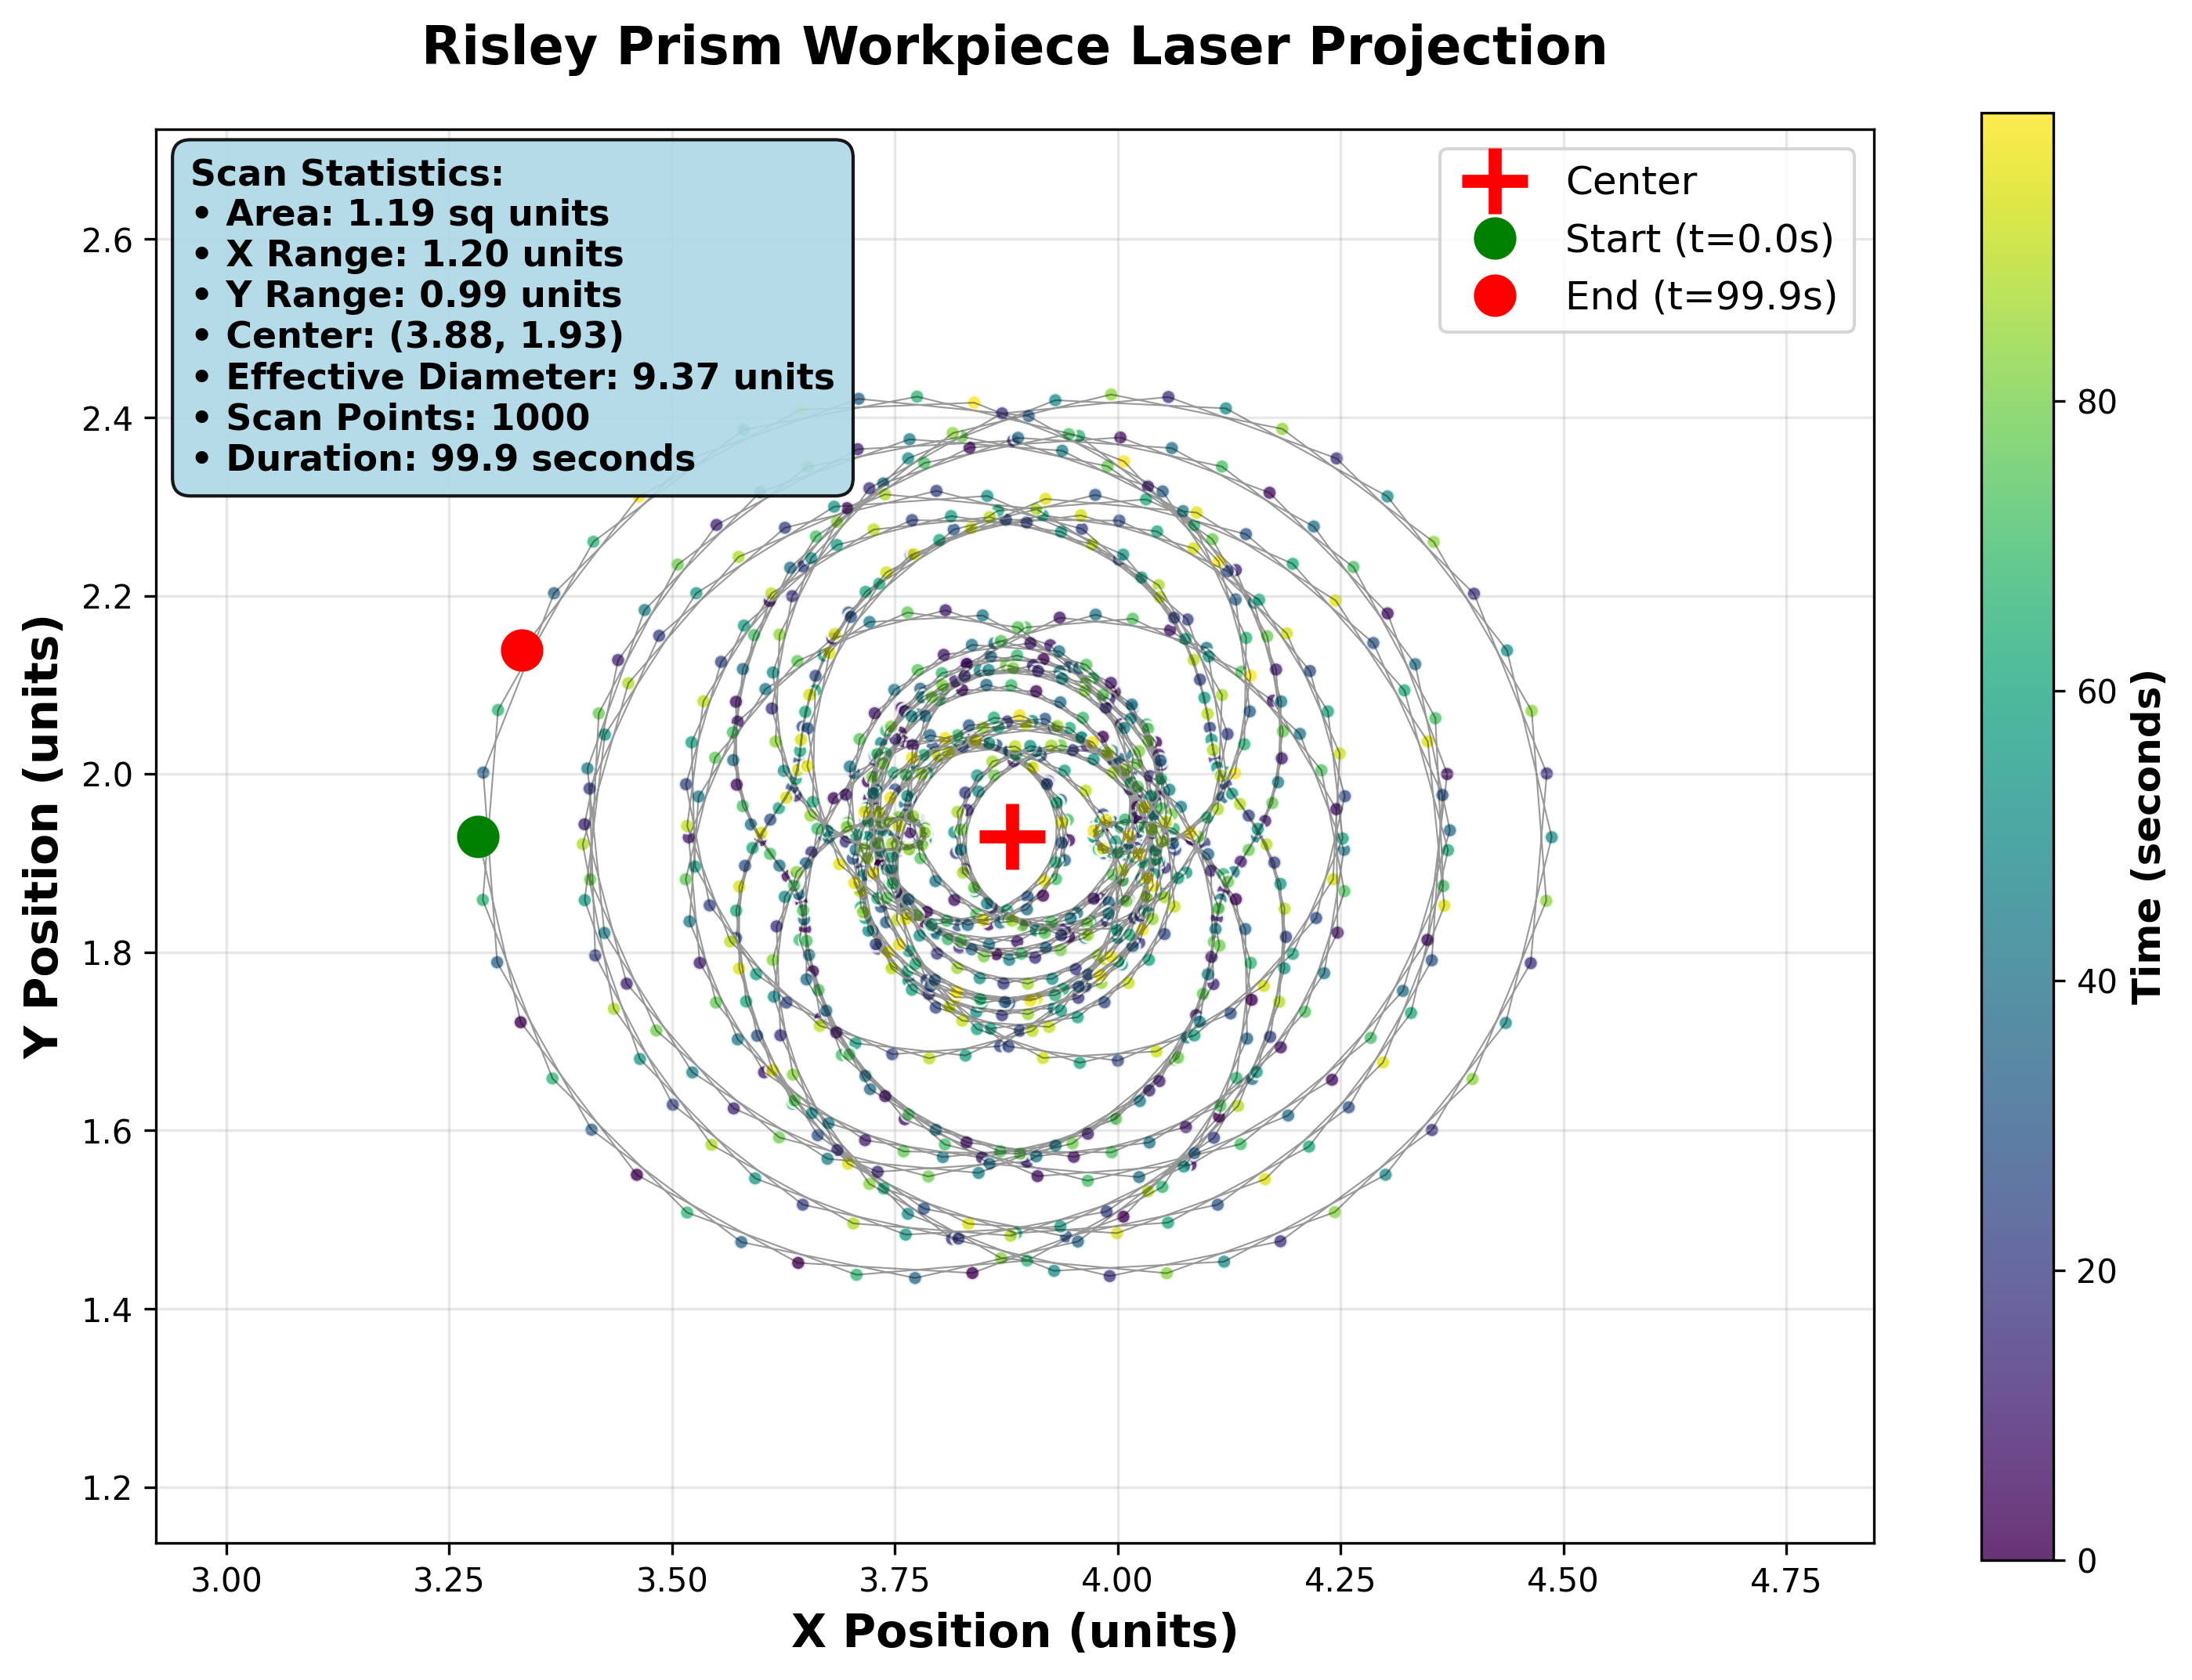 Risley Prism Workpiece Laser Projection
Scan Statistics:
• Area: 1.19 sq units
• X Range: 1.20 units
• Y Range: 0.99 units
• Center: (3.88, 1.93)
• Effective Diameter: 9.37 units
• Scan Points: 1000
• Duration: 99.9 seconds
Center
Start (t=0.0s)
End (t=99.9s)
Y Position (units)
2.6
2.4
2.2
2.0
1.8
1.6
1.4
1.2
3.00 3.25 3.50 3.75 4.00 4.25 4.50 4.75
X Position (units)
80
60
40
20
0
Time (seconds)